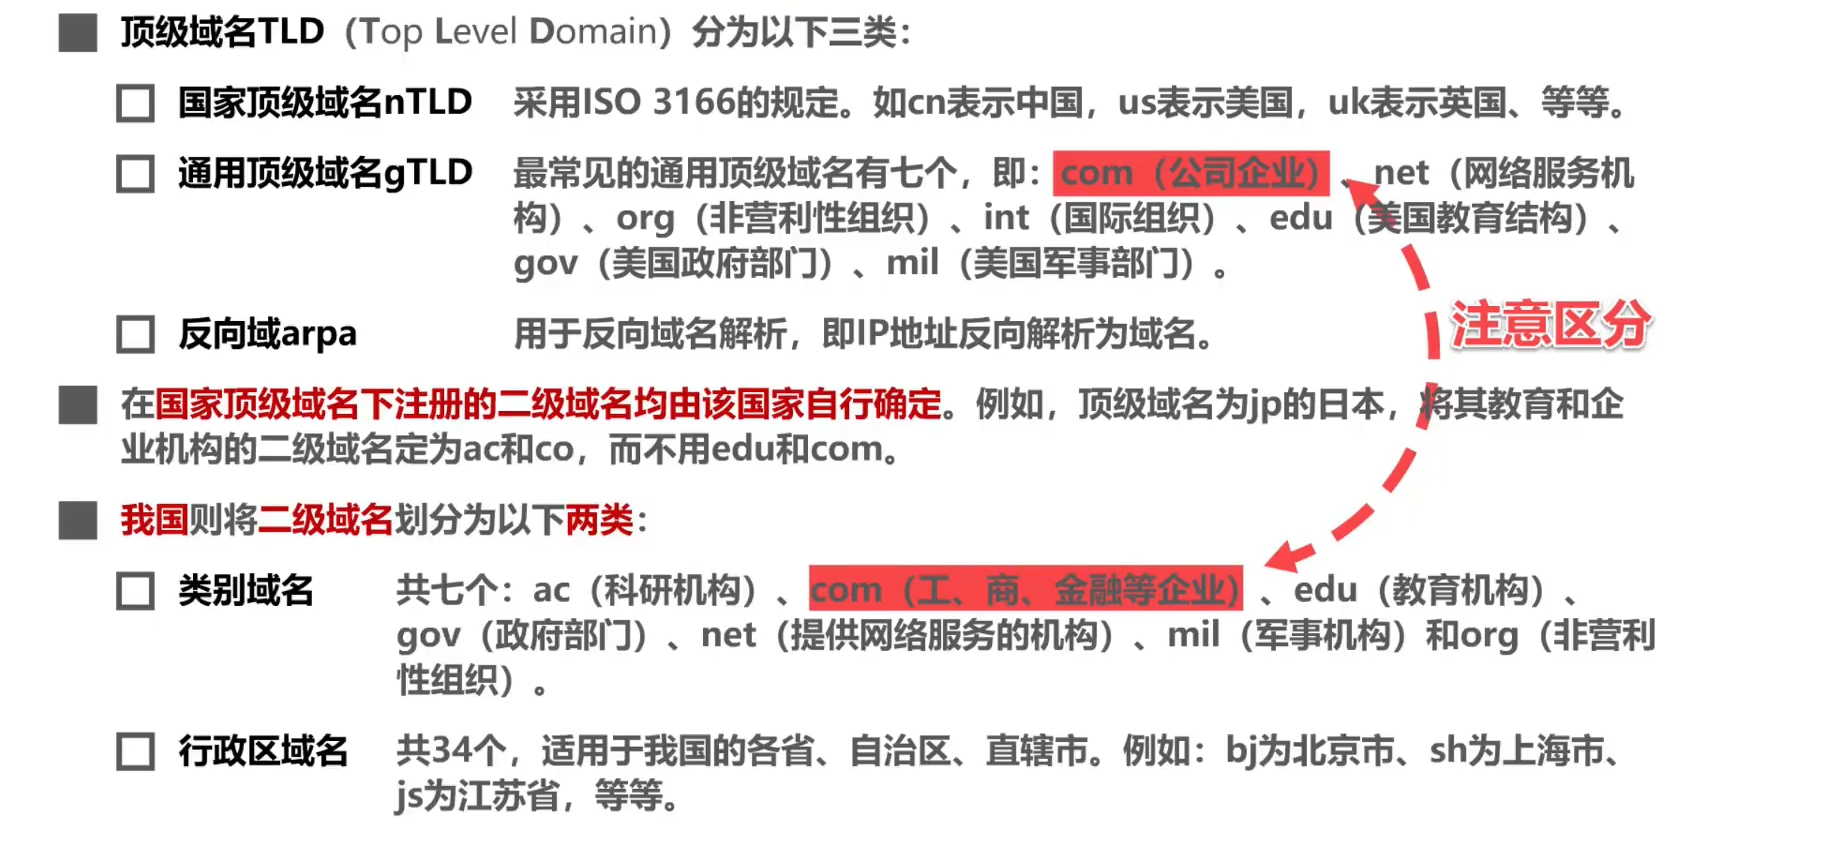 顶级域名TLD（Top Level Domain）分为以下三类：
国家顶级域名nTLD 采用ISO 3166的规定。如cn表示中国，us表示美国，uk表示英国、等等。
通用顶级域名gTLD 最常见的通用顶级域名有七个，即：com（公司企业）、net（网络服务机
构）、org（非营利性组织）、int（国际组织）、edu（美国教育结构）、
gov（美国政府部门）、mil（美国军事部门）。
注意区分
反向域arpa 用于反向域名解析，即IP地址反向解析为域名。
在国家顶级域名下注册的二级域名均由该国家自行确定。例如，顶级域名为jp的日本，将其教育和企
业机构的二级域名定为ac和co，而不用edu和com。
我国则将二级域名划分为以下两类：
类别域名 共七个：ac（科研机构）、com（工、商、金融等企业）、edu（教育机构）、
gov（政府部门）、net（提供网络服务的机构）、mil（军事机构）和org（非营利
性组织）。
行政区域名 共34个，适用于我国的各省、自治区、直辖市。例如：bj为北京市、sh为上海市、
js为江苏省，等等。